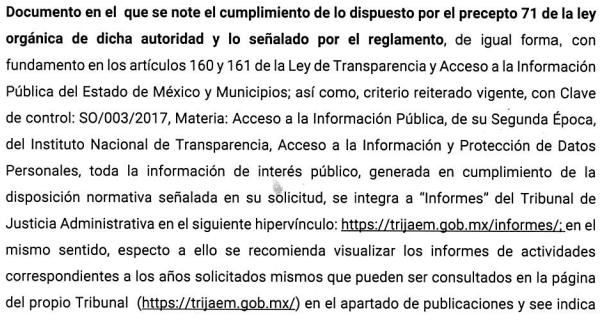 Documento en el que se note el cumplimiento de lo dispuesto por el precepto 71 de la ley
orgánica de dicha autoridad y lo señalado por el reglamento, de igual forma, con
fundamento en los artículos 160 y 161 de la Ley de Transparencia y Acceso a la Información
Pública del Estado de México y Municipios; así como, criterio reiterado vigente, con Clave
de control: SO/003/2017, Materia: Acceso a la Información Pública, de su Segunda Época,
del Instituto Nacional de Transparencia, Acceso a la Información y Protección de Datos
Personales, toda la información de interés público, generada en cumplimiento de la
disposición normativa señalada en su solicitud, se integra a “Informes” del Tribunal de
Justicia Administrativa en el siguiente hipervínculo: https://trijaem.gob.mx/informes/; en el
mismo sentido, especto a ello se recomienda visualizar los informes de actividades
correspondientes a los años solicitados mismos que pueden ser consultados en la página
del propio Tribunal (https://trijaem.gob.mx/) en el apartado de publicaciones y see indica